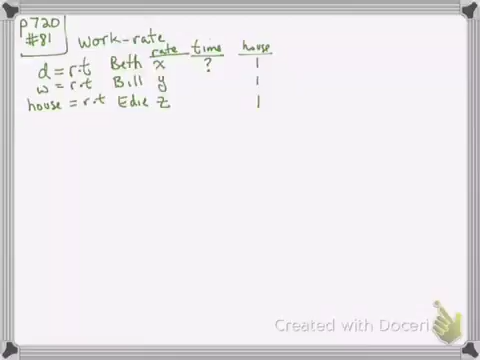 p720
#81
work-rate
rate time house
d = r·t Beth x ? 1
w = r·t Bill y 1
house = r·t Edie z 1
Created with Doceri